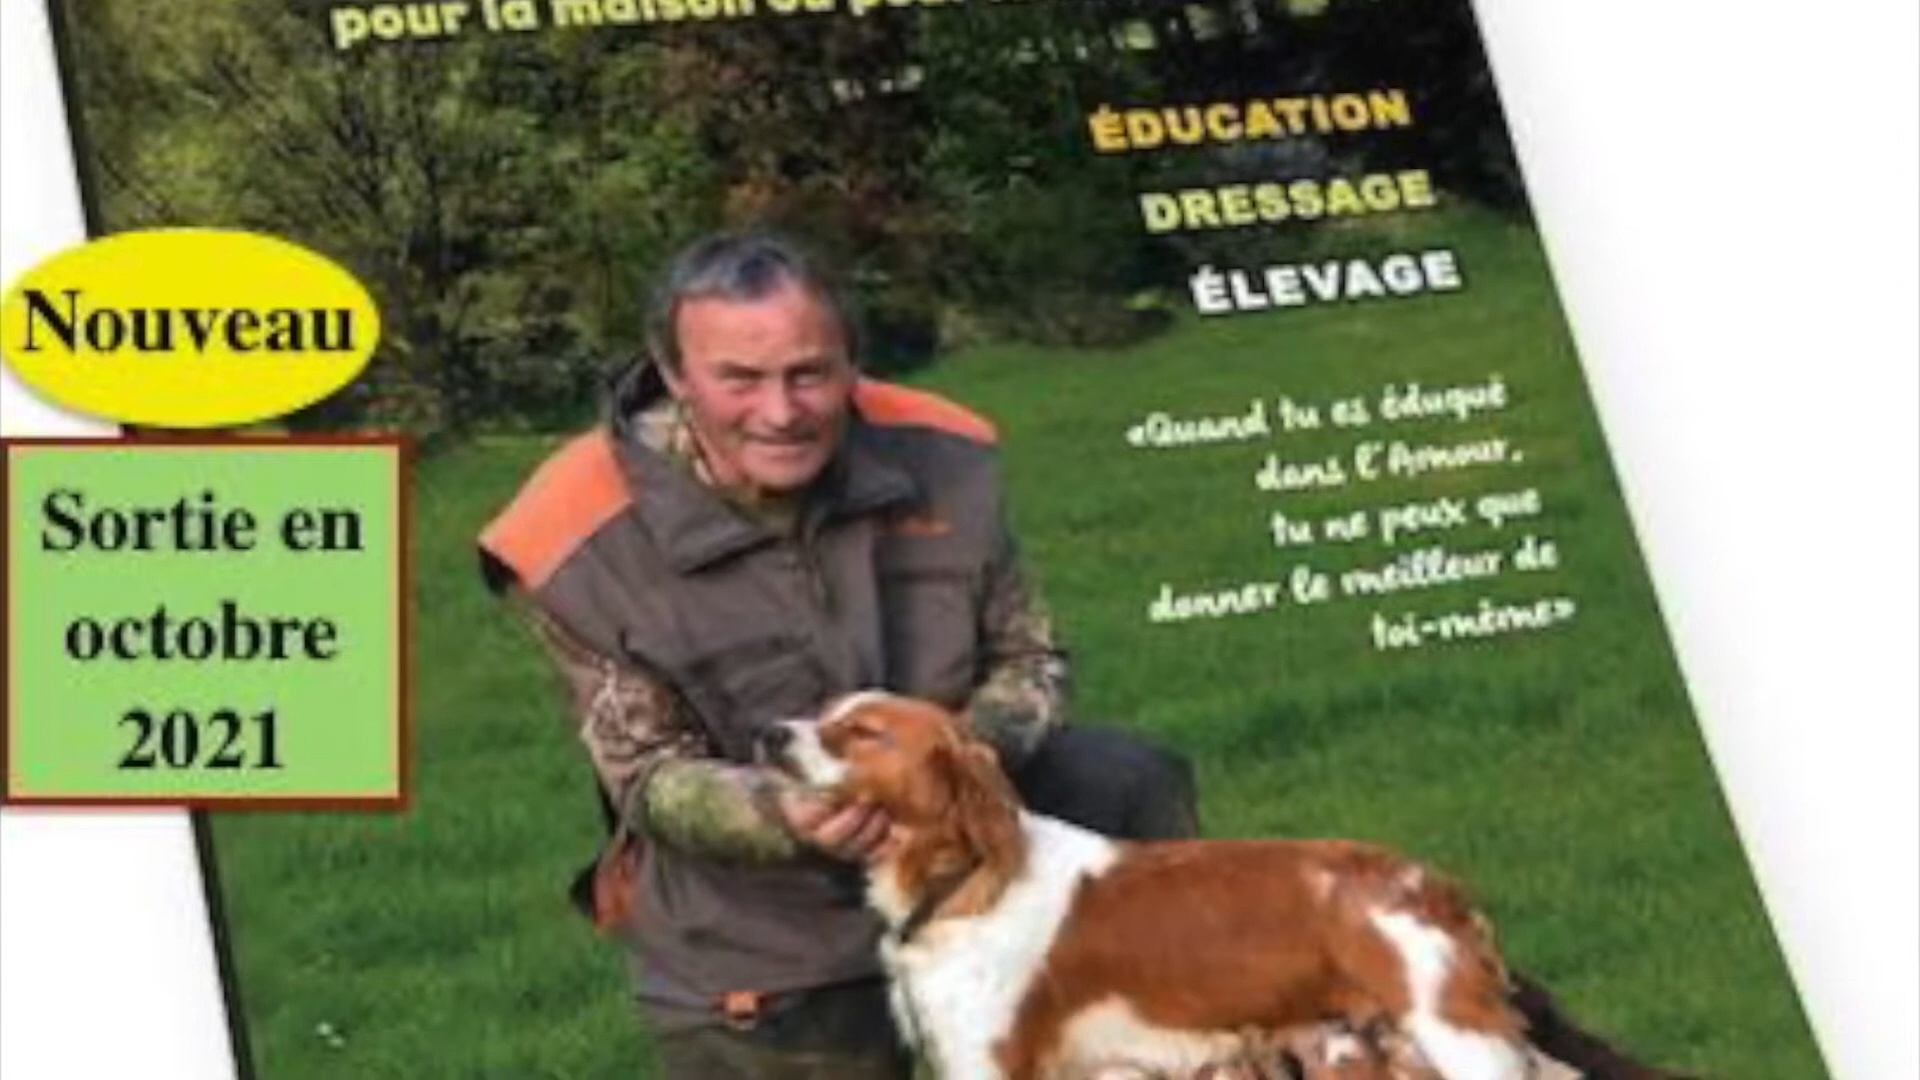 pour la maison ou
ÉDUCATION
DRESSAGE
ÉLEVAGE
Nouveau
Sortie en
octobre
2021
«Quand tu es éduqué
dans l'Amour,
tu ne peux que
donner le meilleur de
toi-même»